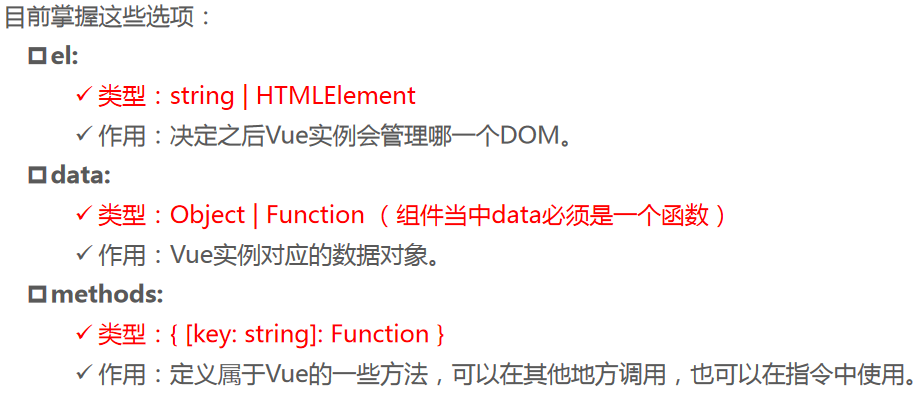 目前掌握这些选项：
el:
类型：string | HTMLElement
作用：决定之后Vue实例会管理哪一个DOM。
data:
类型：Object | Function （组件当中data必须是一个函数）
作用：Vue实例对应的数据对象。
methods:
类型：{ [key: string]: Function }
作用：定义属于Vue的一些方法，可以在其他地方调用，也可以在指令中使用。